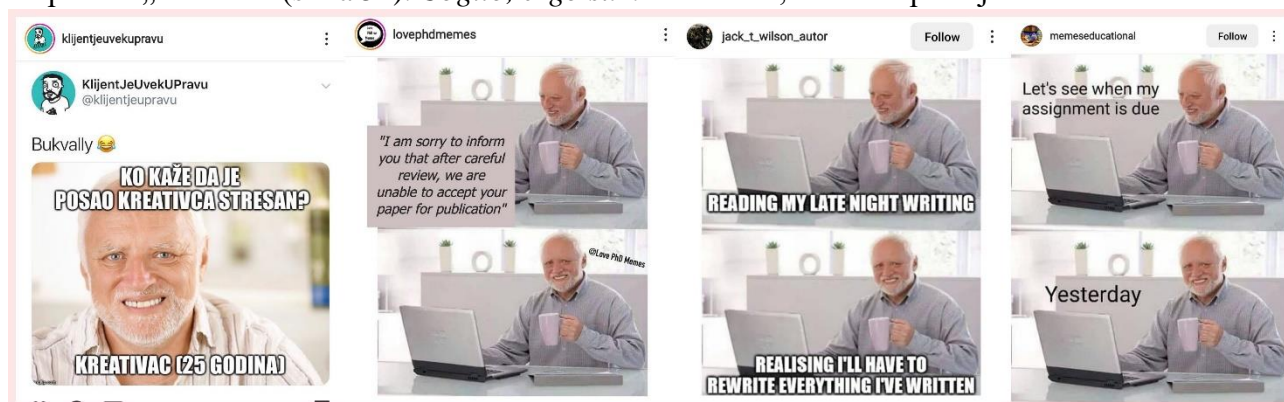 klijentjeuvekupravu
KlijentJeUvekUPravu
@klijentjeupravu
Bukvally 😂
KO KAŽE DA JE
POSAO KREATIVCA STRESAN?
KREATIVAC (25 GODINA)
lovephdmemes
"I am sorry to inform
you that after careful
review, we are
unable to accept your
paper for publication"
@Love PhD Memes
jack_t_wilson_autor
Follow
READING MY LATE NIGHT WRITING
REALISING I'LL HAVE TO
REWRITE EVERYTHING I'VE WRITTEN
memeseducational
Follow
Let's see when my
assignment is due
Yesterday